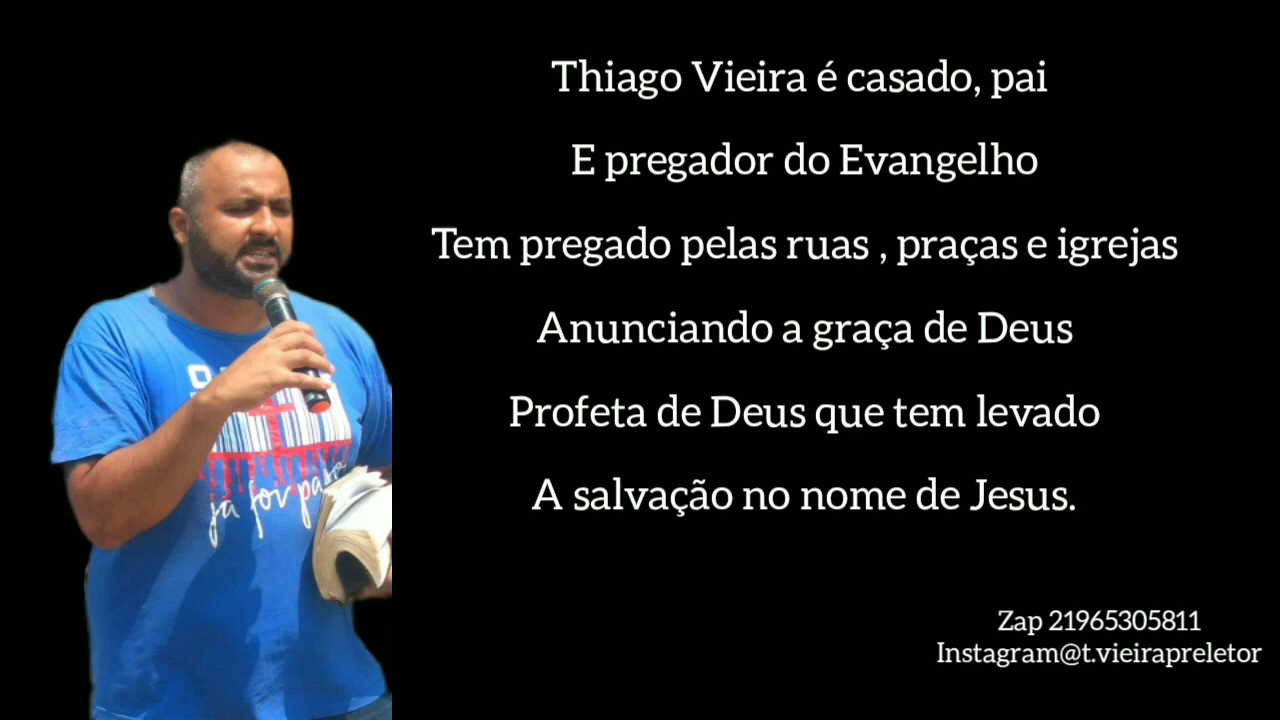 Thiago Vieira é casado, pai
E pregador do Evangelho
Tem pregado pelas ruas , praças e igrejas
Anunciando a graça de Deus
Profeta de Deus que tem levado
A salvação no nome de Jesus.
já foi pago
Zap 21965305811
Instagram@t.vieirapreletor